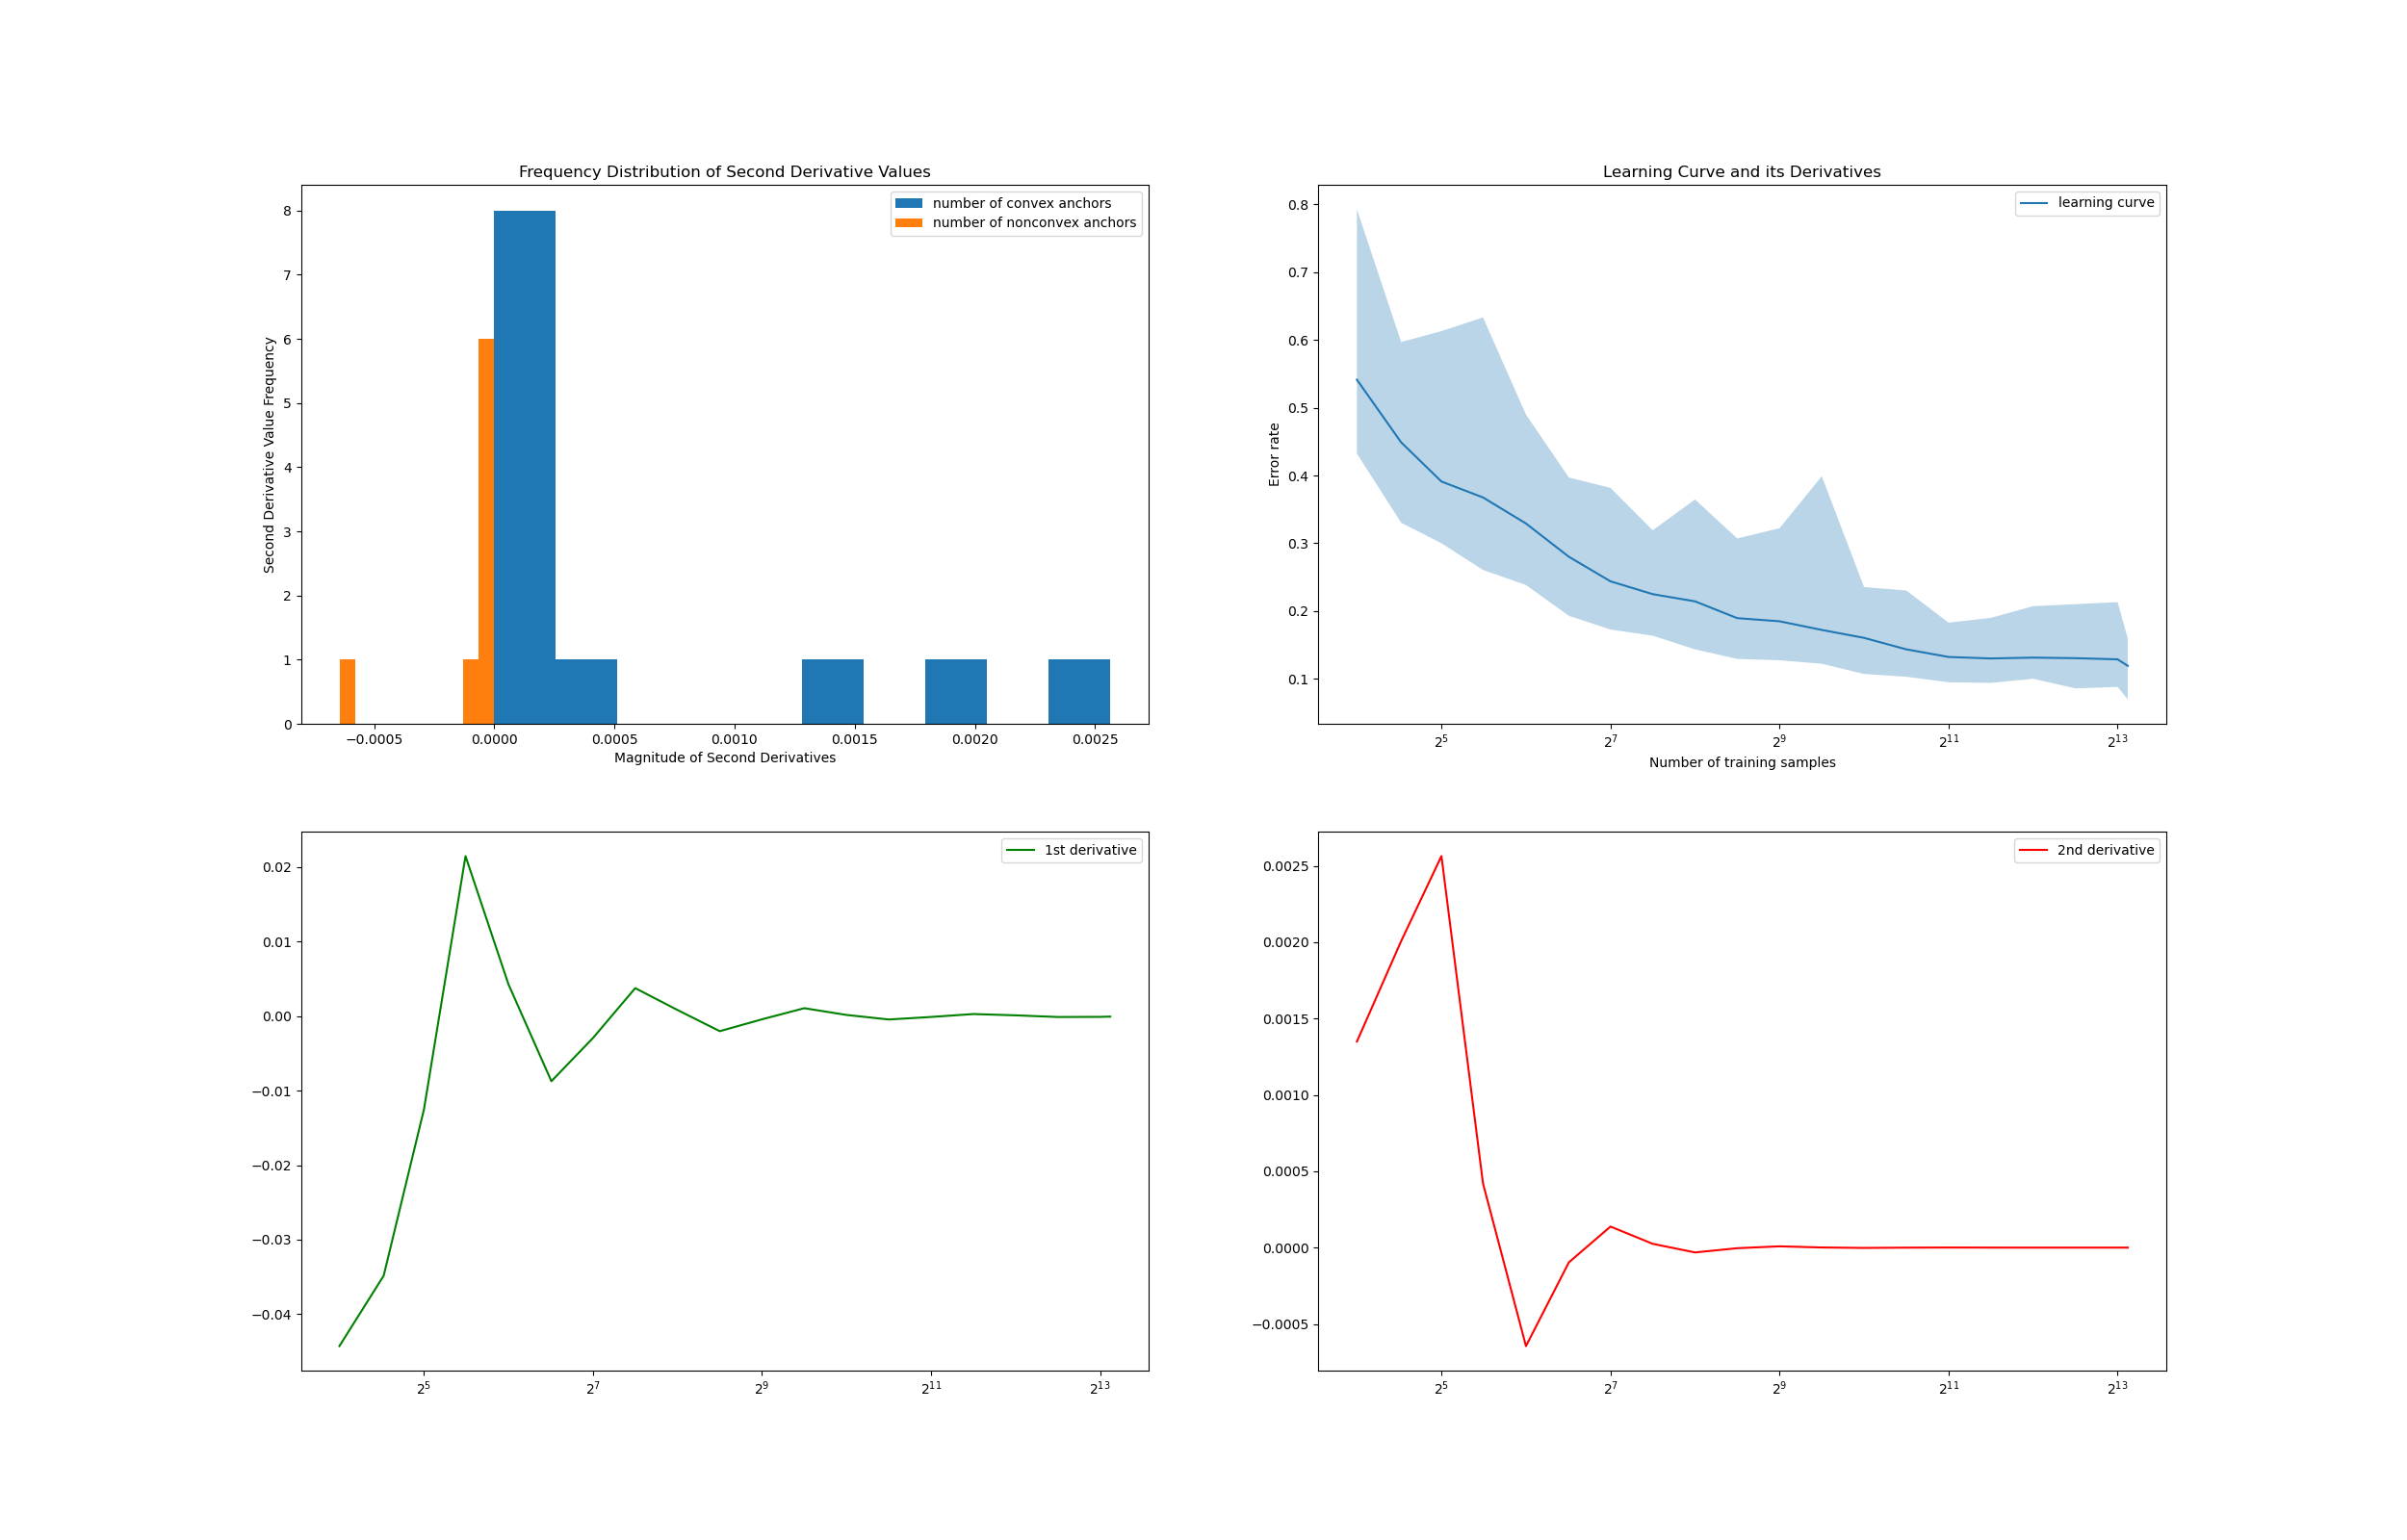 Frequency Distribution of Second Derivative Values
number of convex anchors
number of nonconvex anchors
Second Derivative Value Frequency
8
7
6
5
4
3
2
1
0
−0.0005 0.0000 0.0005 0.0010 0.0015 0.0020 0.0025
Magnitude of Second Derivatives
Learning Curve and its Derivatives
learning curve
Error rate
0.8
0.7
0.6
0.5
0.4
0.3
0.2
0.1
2^5 2^7 2^9 2^11 2^13
Number of training samples
1st derivative
0.02
0.01
0.00
−0.01
−0.02
−0.03
−0.04
2^5 2^7 2^9 2^11 2^13
2nd derivative
0.0025
0.0020
0.0015
0.0010
0.0005
0.0000
−0.0005
2^5 2^7 2^9 2^11 2^13